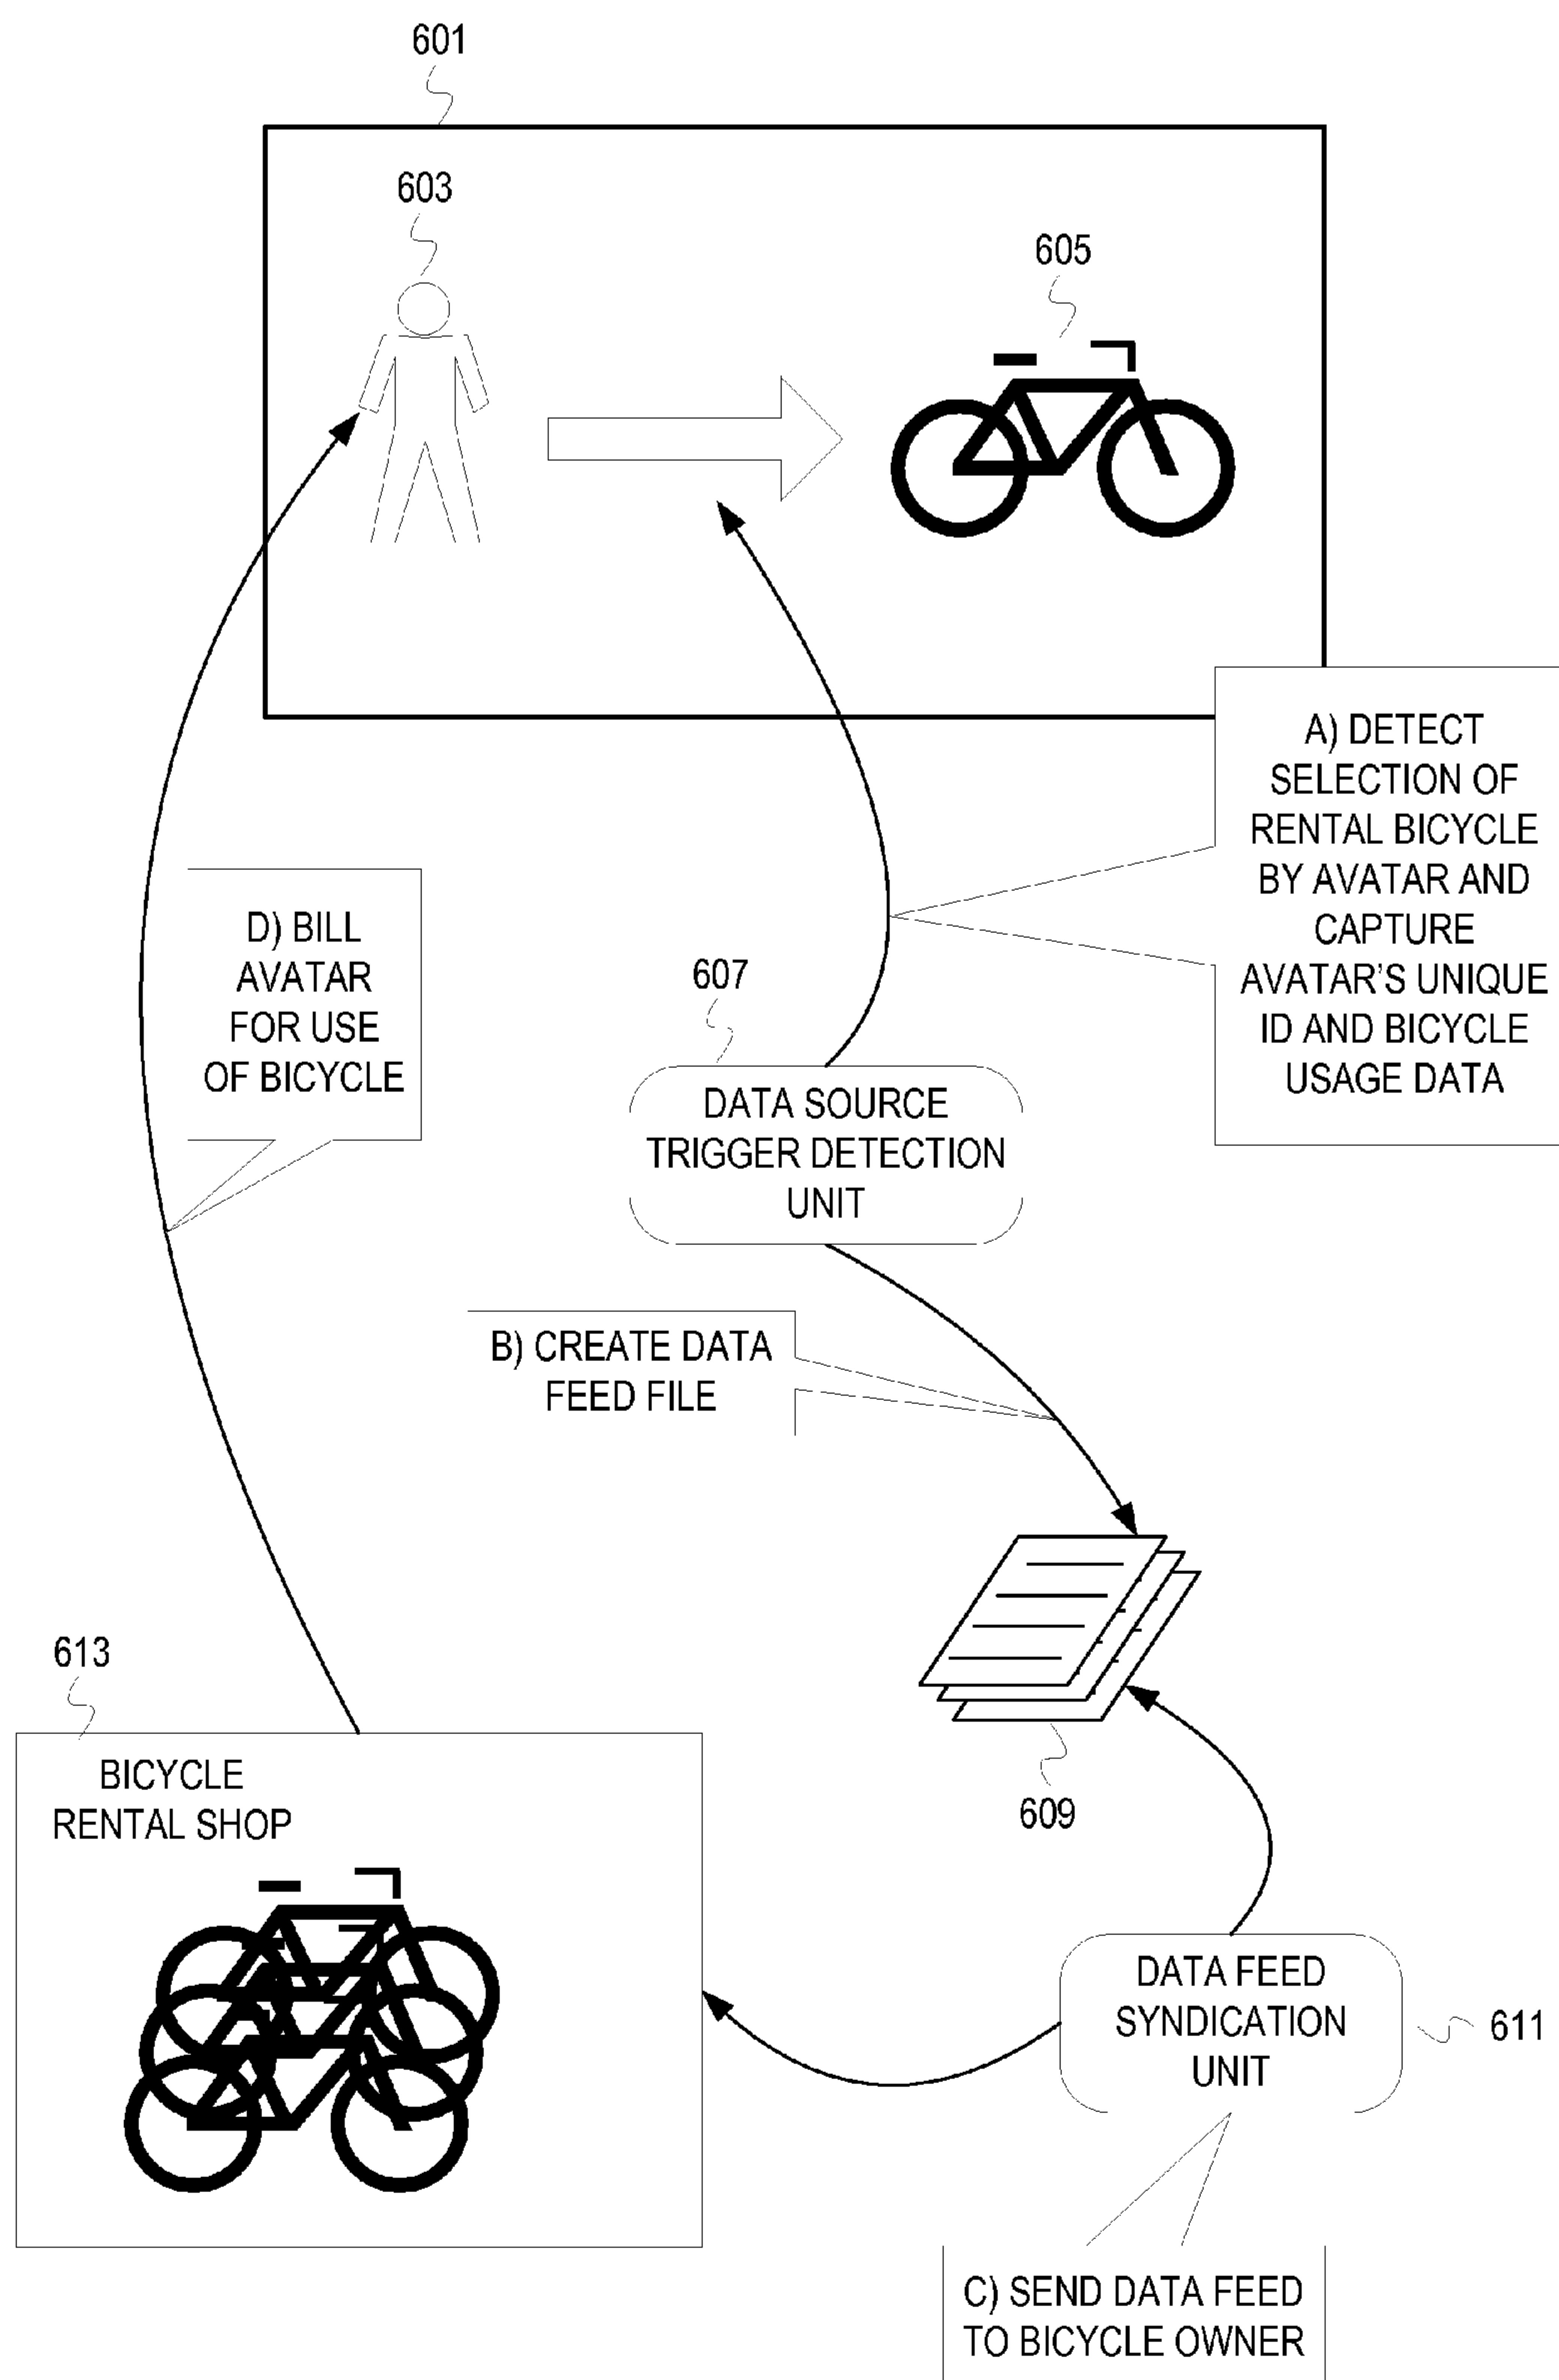 601
603
605
A) DETECT
SELECTION OF
RENTAL BICYCLE
BY AVATAR AND
CAPTURE
AVATAR'S UNIQUE
ID AND BICYCLE
USAGE DATA
D) BILL
AVATAR
FOR USE
OF BICYCLE
607
DATA SOURCE
TRIGGER DETECTION
UNIT
B) CREATE DATA
FEED FILE
613
BICYCLE
RENTAL SHOP
609
DATA FEED
SYNDICATION
UNIT
611
C) SEND DATA FEED
TO BICYCLE OWNER